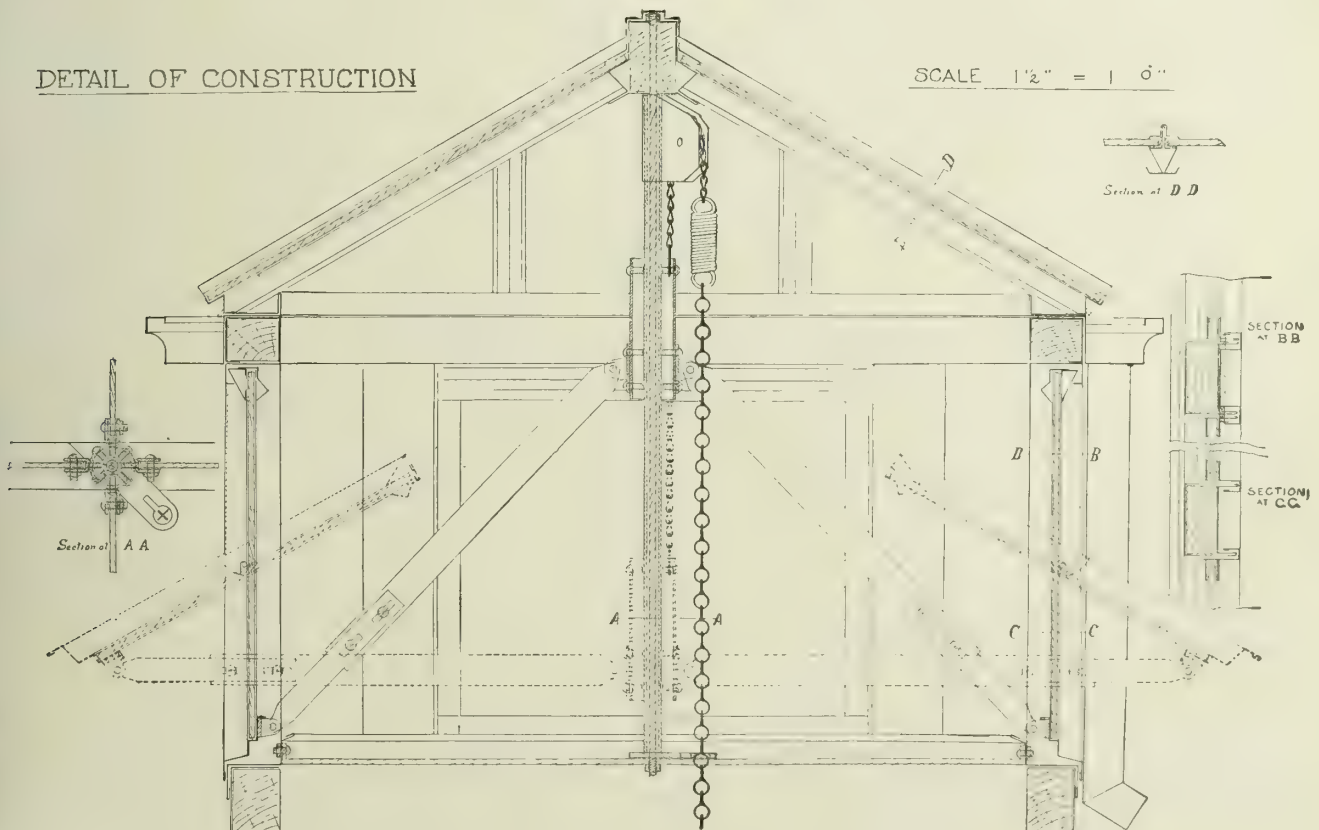 DETAIL OF CONSTRUCTION
SCALE 1½" = 1 0"
D
Section at D D
SECTION
AT BB
D B
Section at A A
A A
C C
SECTION
AT CC